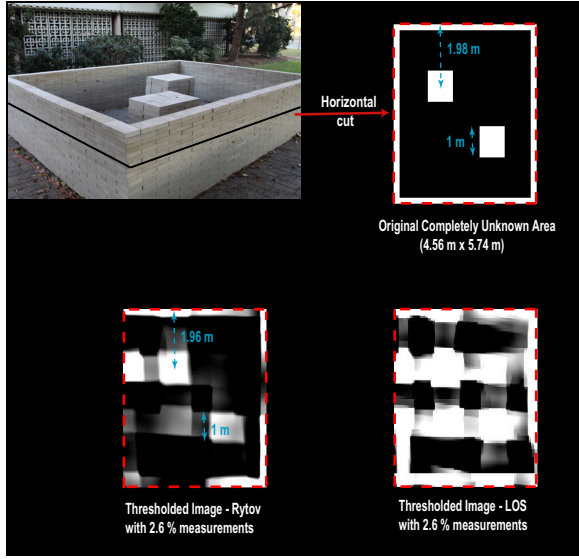 1.98 m
Horizontal
cut
1 m
Original Completely Unknown Area
(4.56 m x 5.74 m)
1.96 m
1 m
Thresholded Image - Rytov
with 2.6 % measurements
Thresholded Image - LOS
with 2.6 % measurements